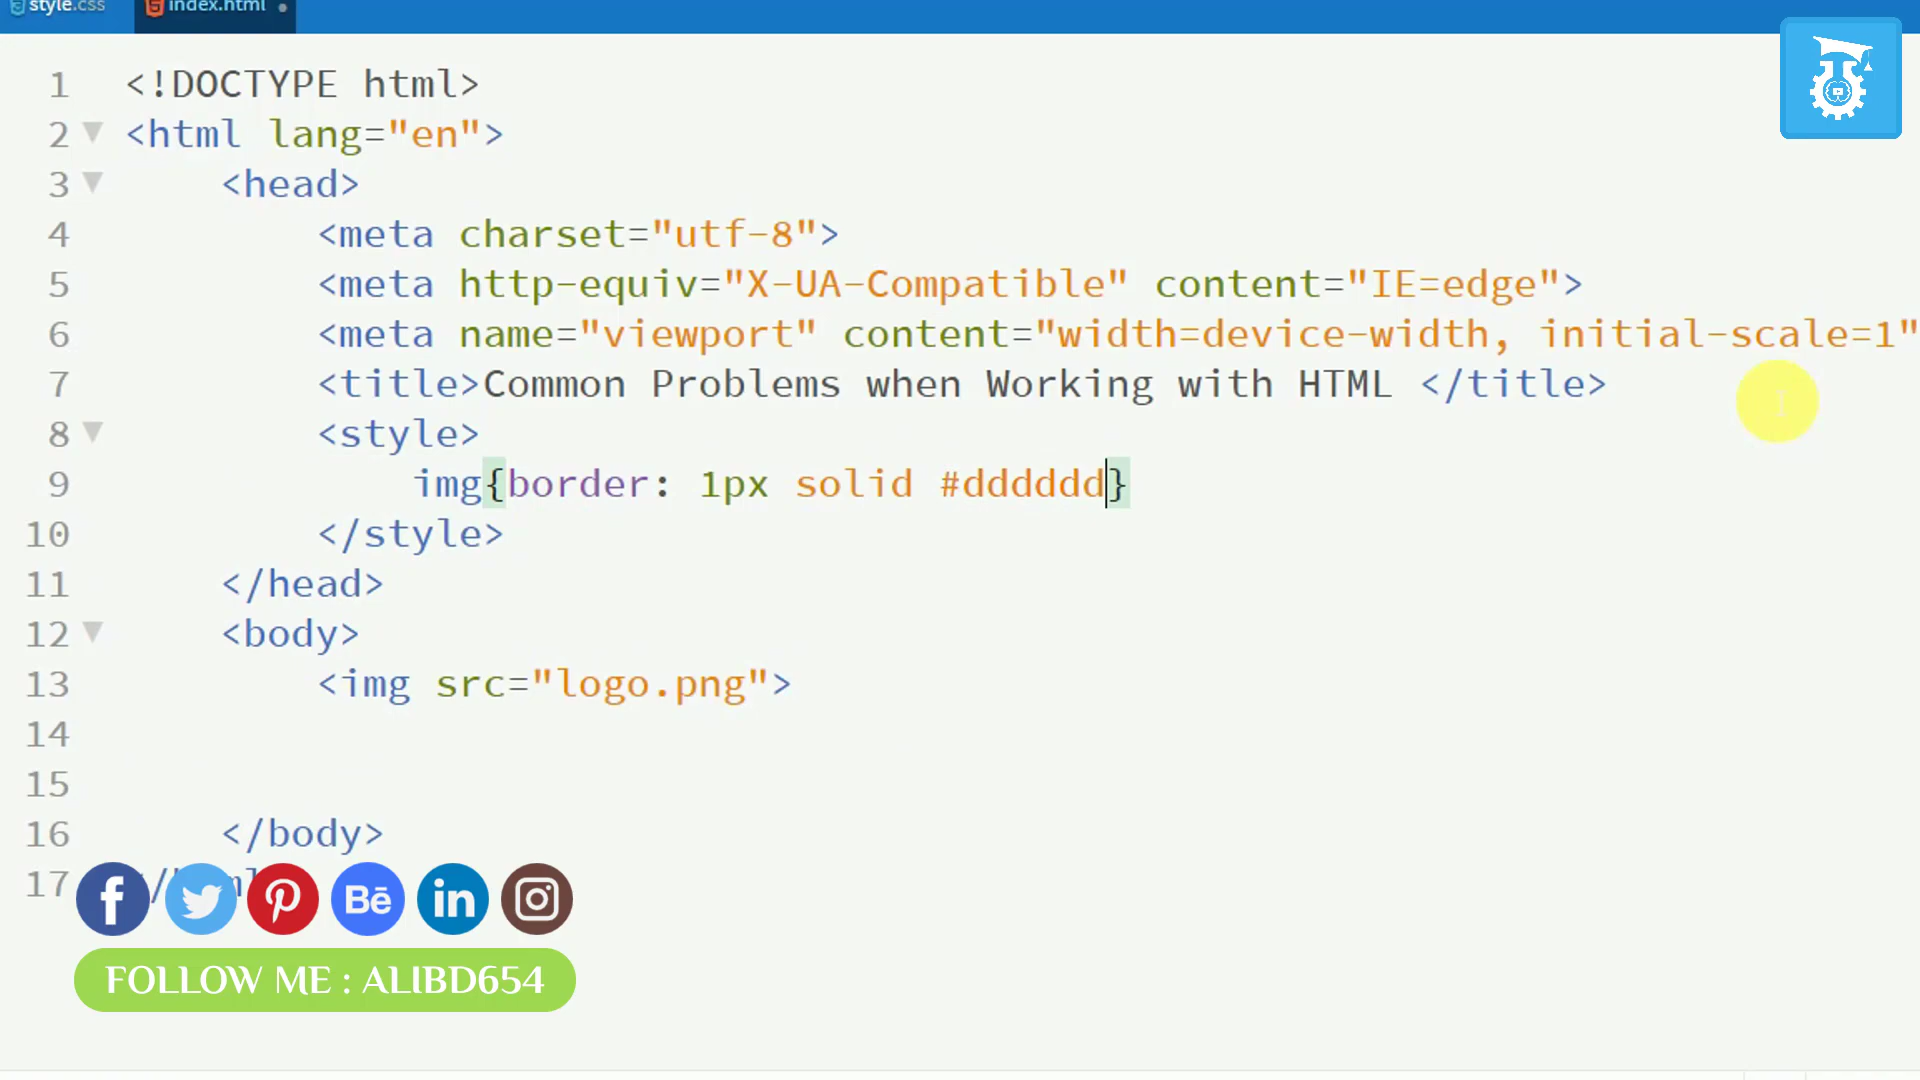 style.css index.html
1 <!DOCTYPE html>
2 <html lang="en">
3 <head>
4 <meta charset="utf-8">
5 <meta http-equiv="X-UA-Compatible" content="IE=edge">
6 <meta name="viewport" content="width=device-width, initial-scale=1"
7 <title>Common Problems when Working with HTML </title>
8 <style>
9 img{border: 1px solid #dddddd}
10 </style>
11 </head>
12 <body>
13 <img src="logo.png">
14
15
16 </body>
17
f Bē in
FOLLOW ME : ALIBD654